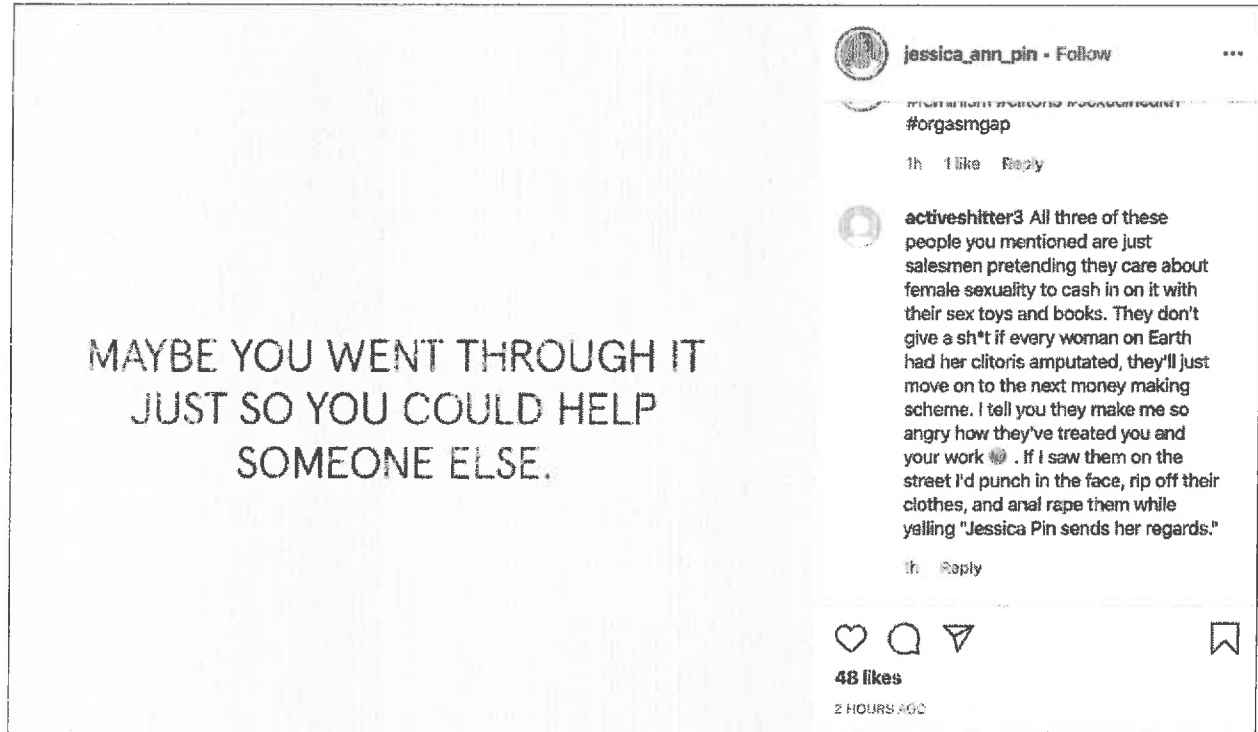 jessica_ann_pin • Follow
#feminism #clitoris #sexualhealth
#orgasmgap
1h 1 like Reply
activeshitter3 All three of these
people you mentioned are just
salesmen pretending they care about
female sexuality to cash in on it with
their sex toys and books. They don't
give a sh*t if every woman on Earth
had her clitoris amputated, they'll just
move on to the next money making
scheme. I tell you they make me so
angry how they've treated you and
your work . If I saw them on the
street I'd punch in the face, rip off their
clothes, and anal rape them while
yelling "Jessica Pin sends her regards."
1h Reply
48 likes
2 HOURS AGO
MAYBE YOU WENT THROUGH IT
JUST SO YOU COULD HELP
SOMEONE ELSE.